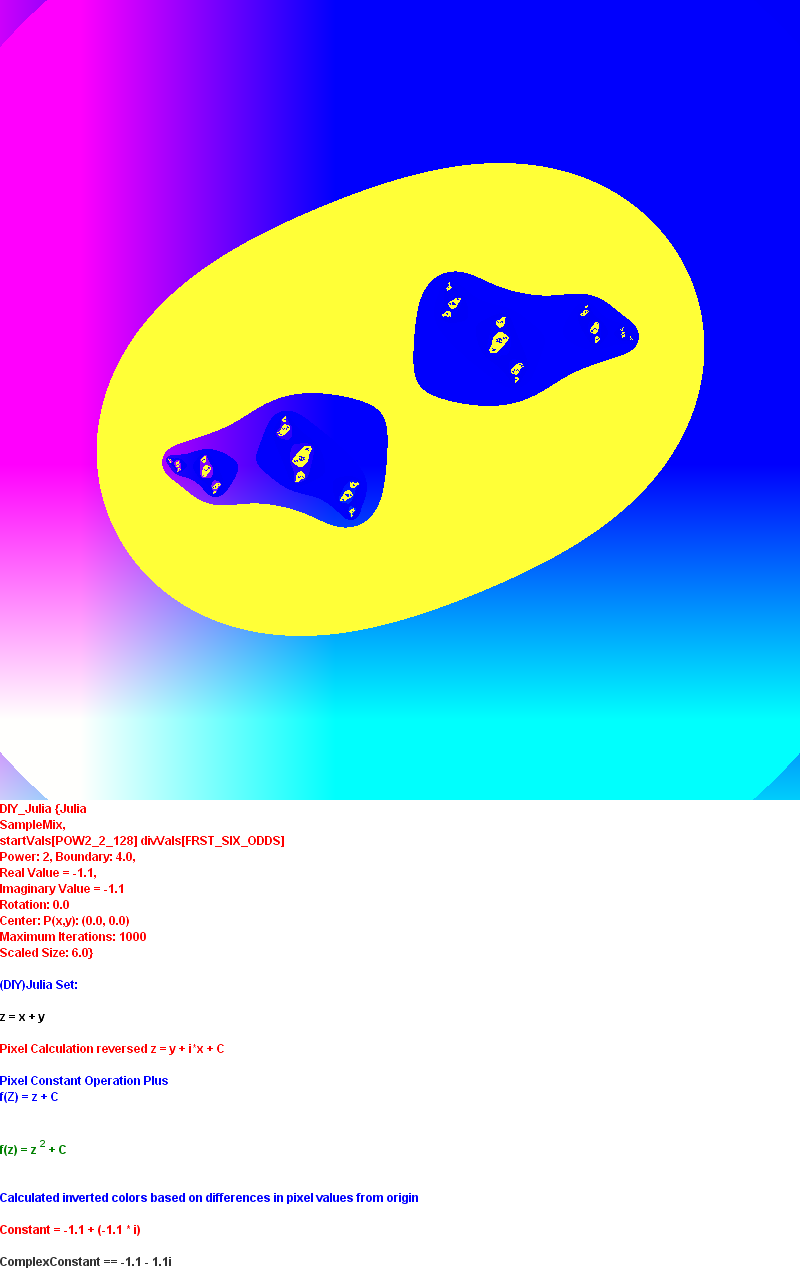 DIY_Julia {Julia
SampleMix,
startVals[POW2_2_128] divVals[FRST_SIX_ODDS]
Power: 2, Boundary: 4.0,
Real Value = -1.1,
Imaginary Value = -1.1
Rotation: 0.0
Center: P(x,y): (0.0, 0.0)
Maximum Iterations: 1000
Scaled Size: 6.0}
(DIY)Julia Set:
z = x + y
Pixel Calculation reversed z = y + i*x + C
Pixel Constant Operation Plus
f(Z) = z + C
f(z) = z 2 + C
Calculated inverted colors based on differences in pixel values from origin
Constant = -1.1 + (-1.1 * i)
ComplexConstant == -1.1 - 1.1i